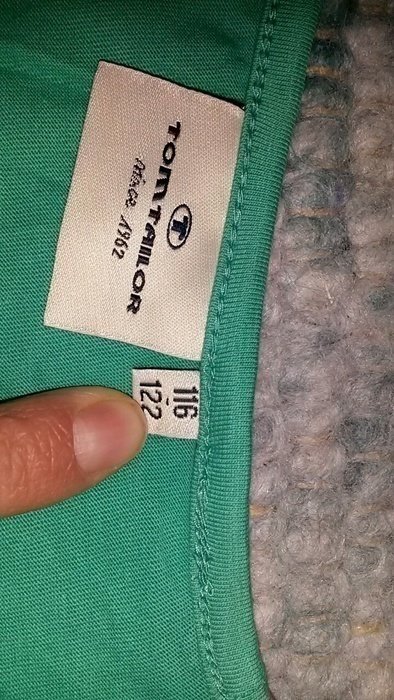 T
TOM TAILOR
since 1962
116
-
122